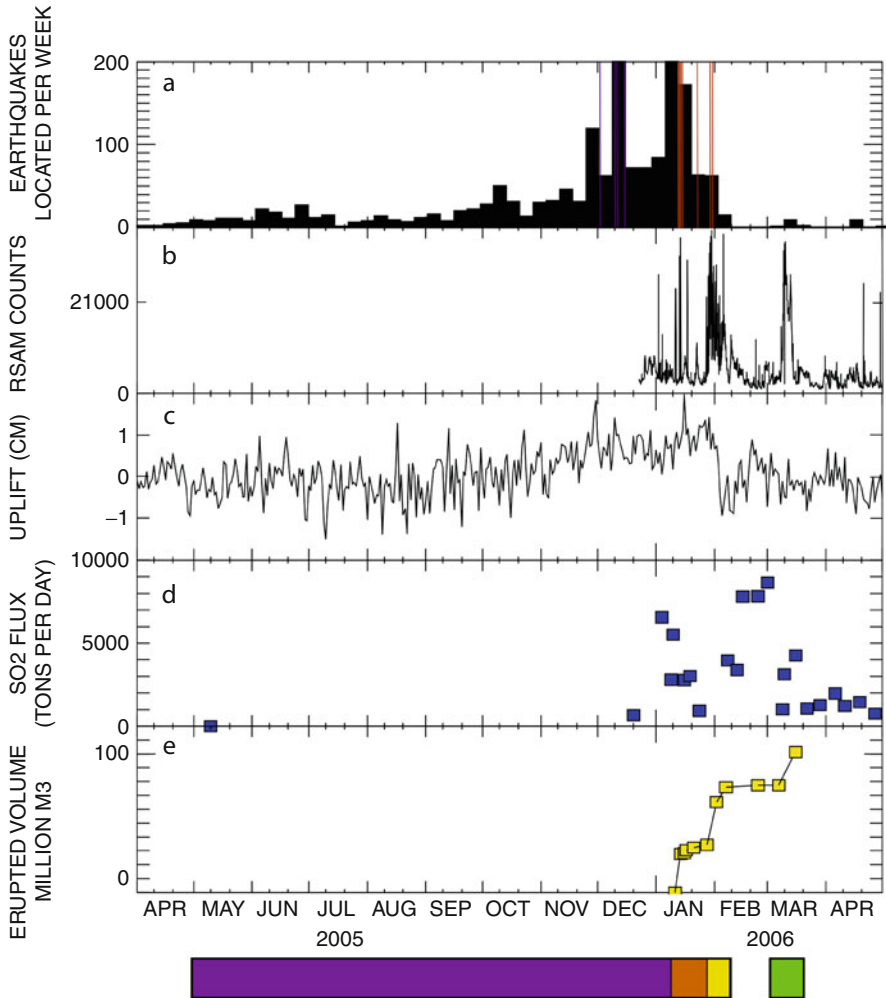 EARTHQUAKES
LOCATED PER WEEK
200
100
0
a
RSAM COUNTS
21000
0
b
UPLIFT (CM)
1
0
−1
c
SO2 FLUX
(TONS PER DAY)
10000
5000
0
d
ERUPTED VOLUME
MILLION M3
100
0
e
APR MAY JUN JUL AUG SEP OCT NOV DEC JAN FEB MAR APR
2005 2006